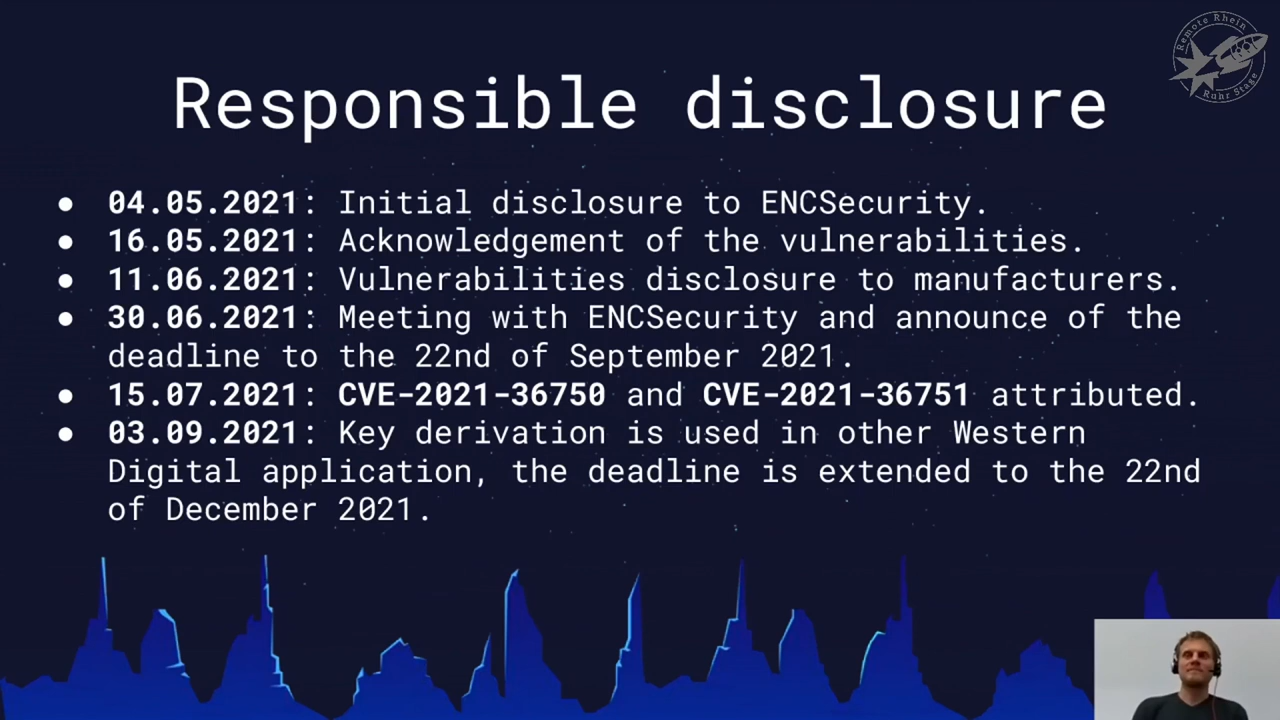 Remote Rhein
Ruhr Stage
Responsible disclosure
● 04.05.2021: Initial disclosure to ENCSecurity.
● 16.05.2021: Acknowledgement of the vulnerabilities.
● 11.06.2021: Vulnerabilities disclosure to manufacturers.
● 30.06.2021: Meeting with ENCSecurity and announce of the
deadline to the 22nd of September 2021.
● 15.07.2021: CVE-2021-36750 and CVE-2021-36751 attributed.
● 03.09.2021: Key derivation is used in other Western
Digital application, the deadline is extended to the 22nd
of December 2021.